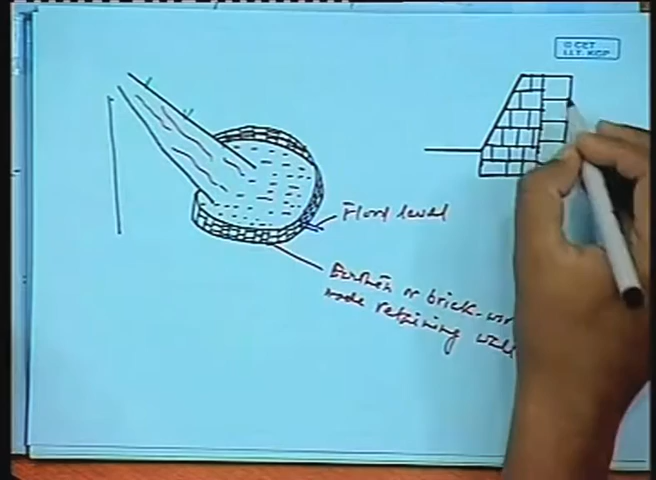 © CET
I.I.T. KGP
Flood level
Earthen or brick-wor
made retaining wall